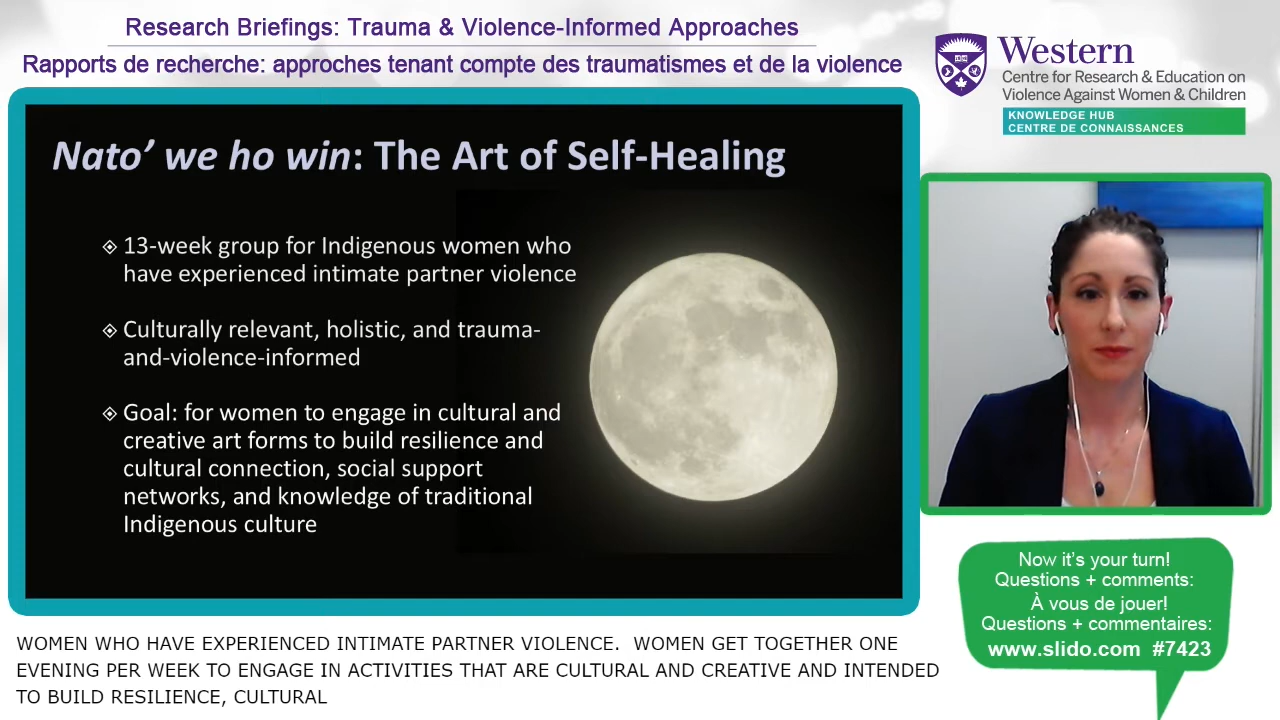 Research Briefings: Trauma & Violence-Informed Approaches
Rapports de recherche: approches tenant compte des traumatismes et de la violence
Western
Centre for Research & Education on
Violence Against Women & Children
KNOWLEDGE HUB
CENTRE DE CONNAISSANCES
Nato’ we ho win: The Art of Self-Healing
13-week group for Indigenous women who
have experienced intimate partner violence
Culturally relevant, holistic, and trauma-
and-violence-informed
Goal: for women to engage in cultural and
creative art forms to build resilience and
cultural connection, social support
networks, and knowledge of traditional
Indigenous culture
Now it’s your turn!
Questions + comments:
À vous de jouer!
Questions + commentaires:
www.slido.com #7423
WOMEN WHO HAVE EXPERIENCED INTIMATE PARTNER VIOLENCE. WOMEN GET TOGETHER ONE
EVENING PER WEEK TO ENGAGE IN ACTIVITIES THAT ARE CULTURAL AND CREATIVE AND INTENDED
TO BUILD RESILIENCE, CULTURAL